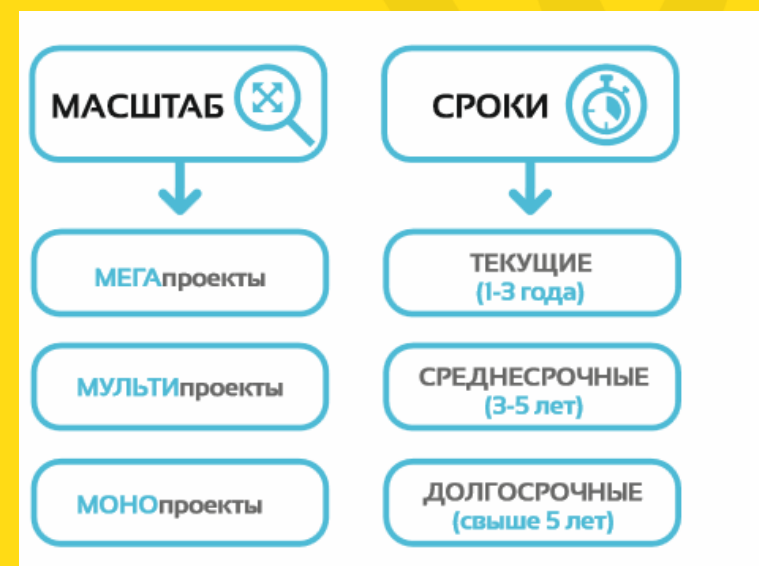 МАСШТАБ
МЕГАпроекты
МУЛЬТИпроекты
МОНОпроекты
СРОКИ
ТЕКУЩИЕ
(1-3 года)
СРЕДНЕСРОЧНЫЕ
(3-5 лет)
ДОЛГОСРОЧНЫЕ
(свыше 5 лет)